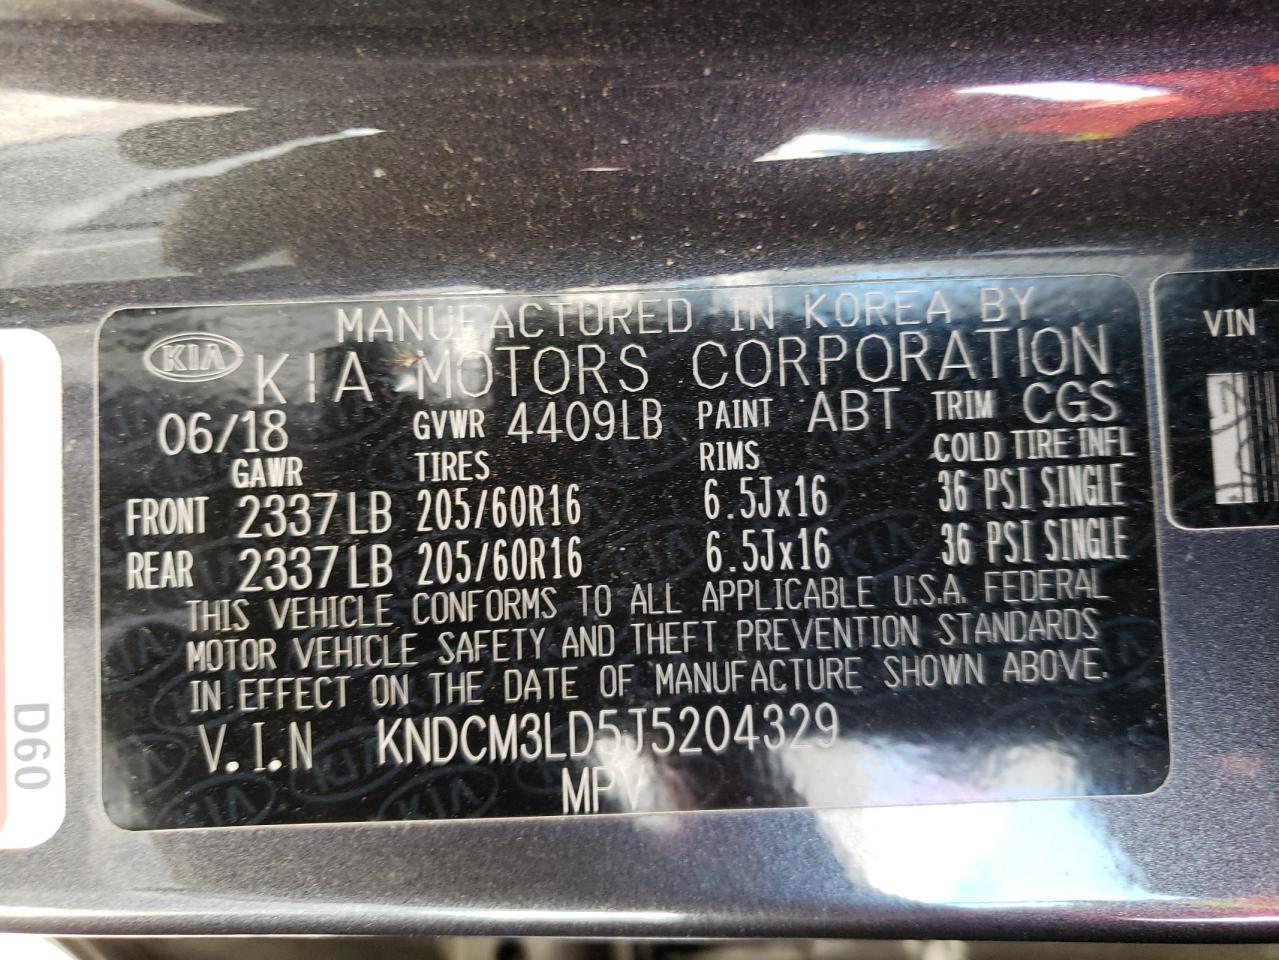 MANUFACTURED IN KOREA BY
KIA KIA MOTORS CORPORATION
06/18 GVWR 4409LB PAINT ABT TRIM CGS
GAWR TIRES RIMS COLD TIRE INFL
FRONT 2337LB 205/60R16 6.5Jx16 36 PSI SINGLE
REAR 2337LB 205/60R16 6.5Jx16 36 PSI SINGLE
THIS VEHICLE CONFORMS TO ALL APPLICABLE U.S.A. FEDERAL
MOTOR VEHICLE SAFETY AND THEFT PREVENTION STANDARDS
IN EFFECT ON THE DATE OF MANUFACTURE SHOWN ABOVE.
V.I.N KNDCM3LD5J5204329
MPV
VIN
D60